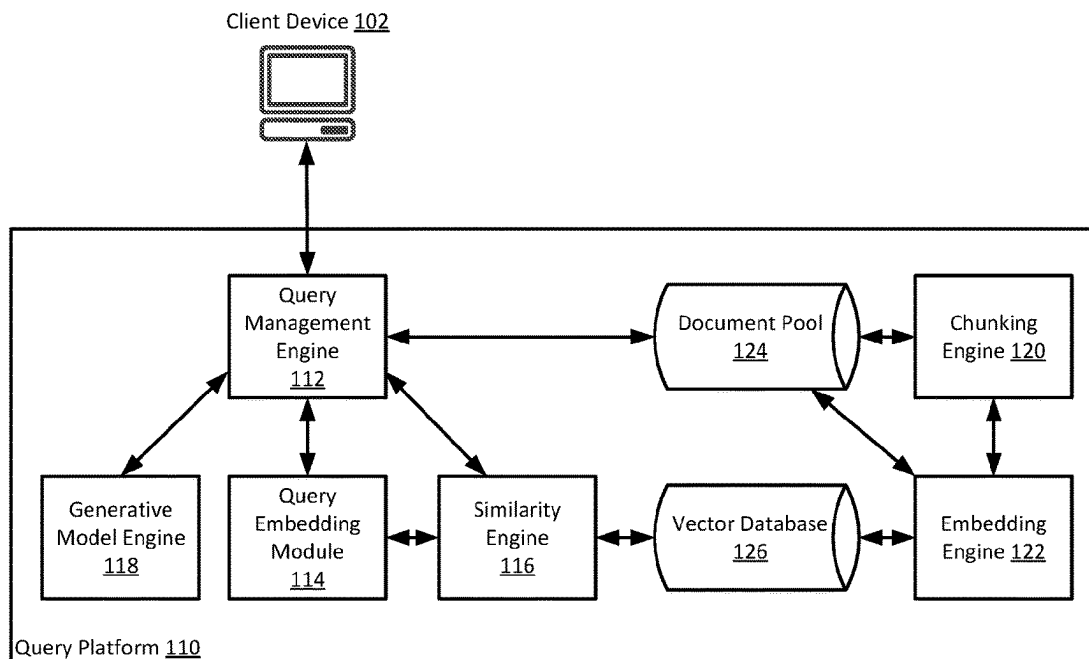 Client Device 102
Query
Management
Engine
112
Document Pool
124
Chunking
Engine 120
Generative
Model Engine
118
Query
Embedding
Module
114
Similarity
Engine
116
Vector Database
126
Embedding
Engine 122
Query Platform 110